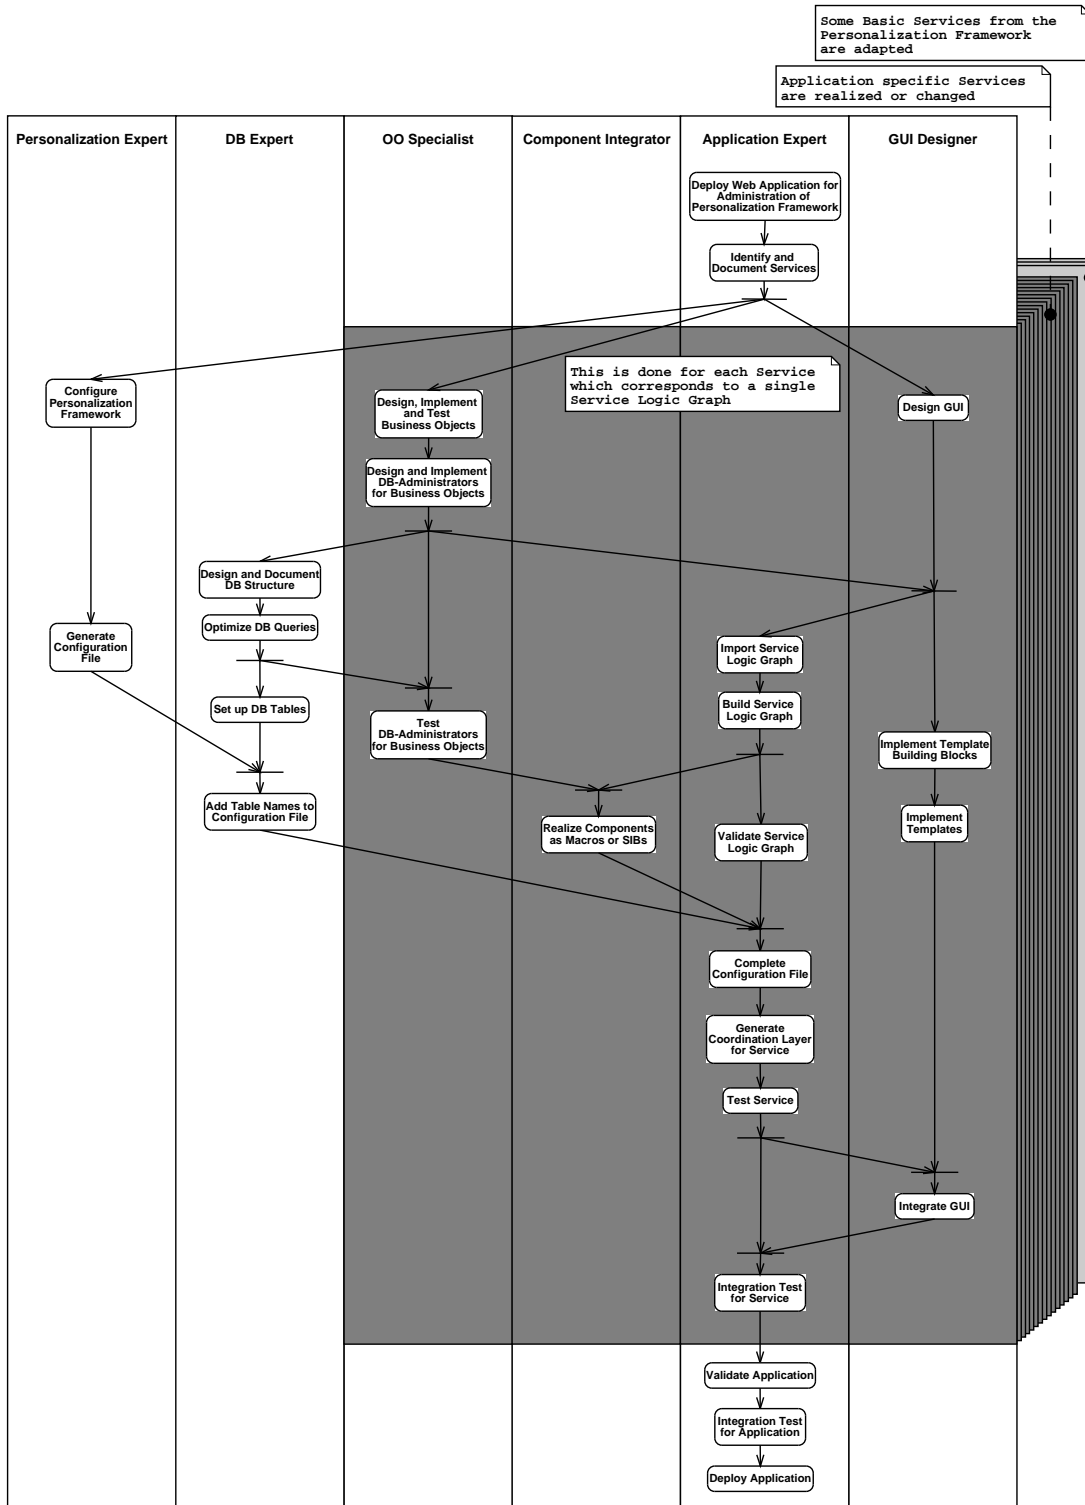 Some Basic Services from the
Personalization Framework
are adapted
Application specific Services
are realized or changed
Personalization Expert
DB Expert
OO Specialist
Component Integrator
Application Expert
GUI Designer
Deploy Web Application for
Administration of
Personalization Framework
Identify and
Document Services
This is done for each Service
which corresponds to a single
Service Logic Graph
Configure
Personalization
Framework
Design, Implement
and Test
Business Objects
Design GUI
Design and Implement
DB-Administrators
for Business Objects
Design and Document
DB Structure
Optimize DB Queries
Generate
Configuration
File
Import Service
Logic Graph
Set up DB Tables
Build Service
Logic Graph
Test
DB-Administrators
for Business Objects
Implement Template
Building Blocks
Add Table Names to
Configuration File
Realize Components
as Macros or SIBs
Validate Service
Logic Graph
Implement
Templates
Complete
Configuration File
Generate
Coordination Layer
for Service
Test Service
Integrate GUI
Integration Test
for Service
Validate Application
Integration Test
for Application
Deploy Application